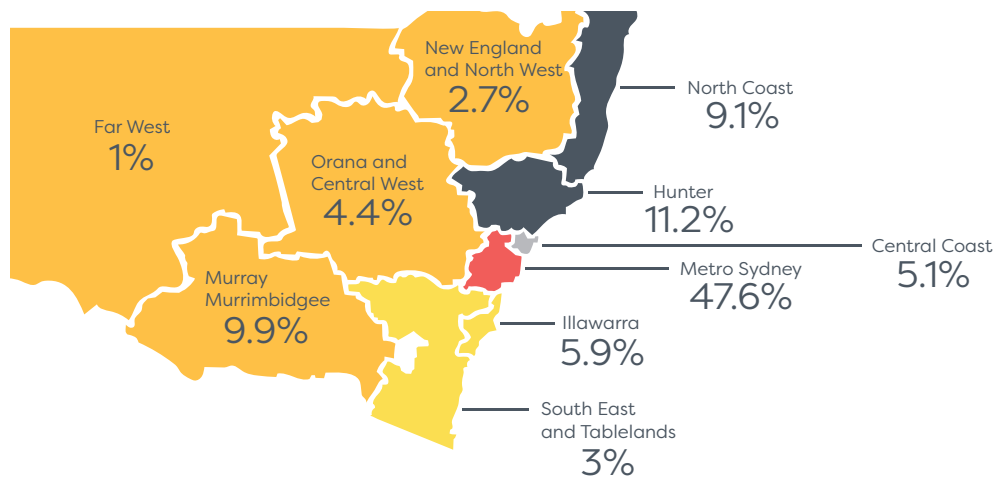 New England
and North West
2.7%
North Coast
9.1%
Far West
1%
Orana and
Central West
4.4%
Hunter
11.2%
Central Coast
5.1%
Metro Sydney
47.6%
Murray
Murrimbidgee
9.9%
Illawarra
5.9%
South East
and Tablelands
3%